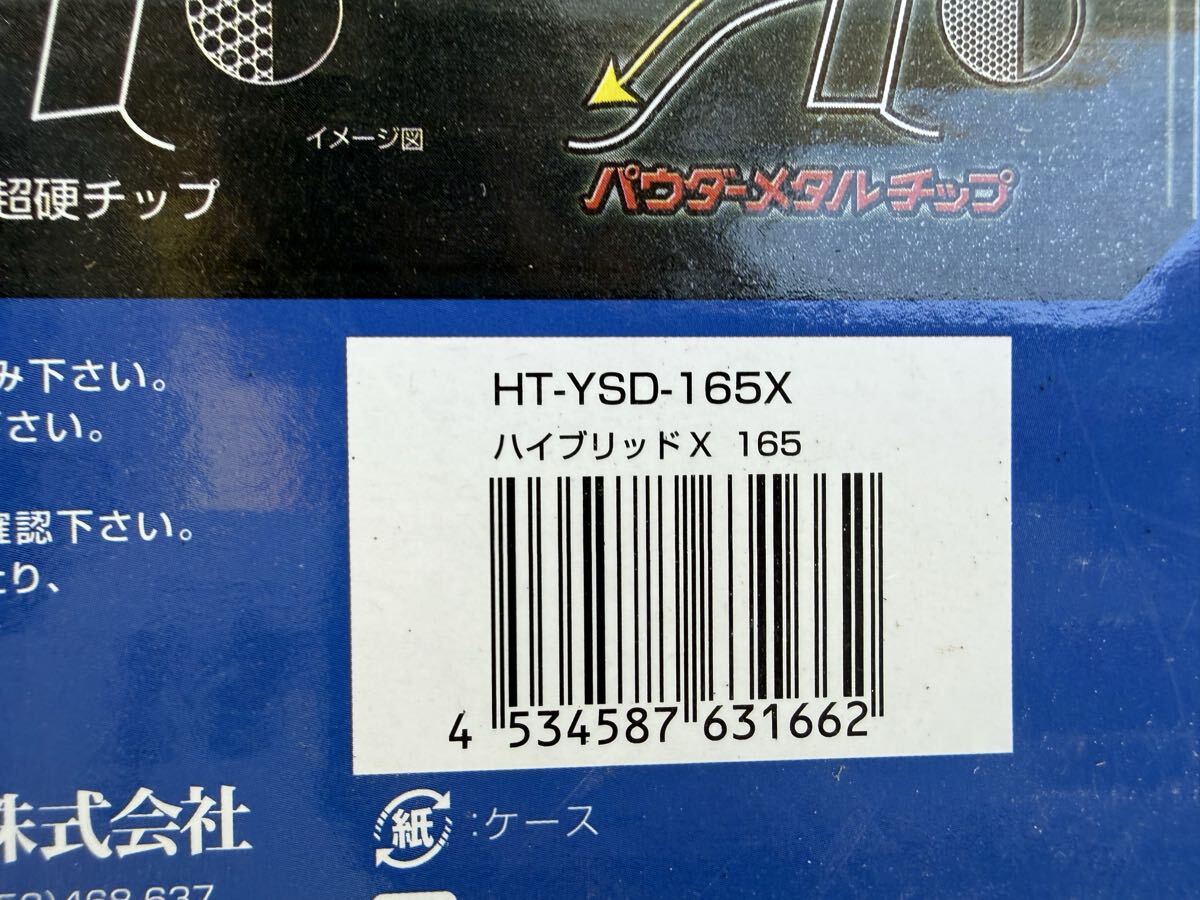 イメージ図
超硬チップ
パウダーメタルチップ
み下さい。
さい。
確認下さい。
たり、
HT-YSD-165X
ハイブリッドX 165
4 534587 631662
株式会社
紙 :ケース